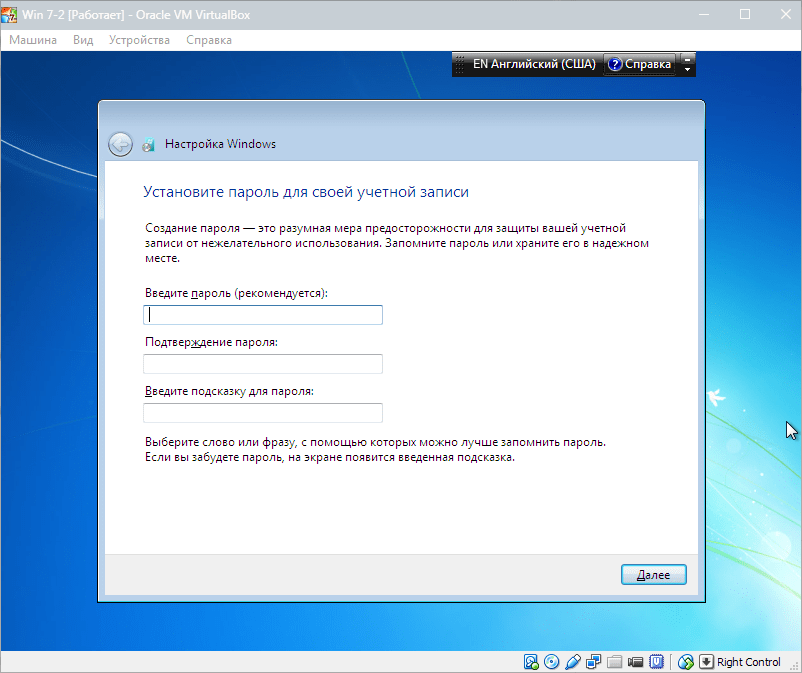 Win 7-2 [Работает] - Oracle VM VirtualBox
Машина Вид Устройства Справка
EN Английский (США) ? Справка
Настройка Windows
Установите пароль для своей учетной записи
Создание пароля — это разумная мера предосторожности для защиты вашей учетной
записи от нежелательного использования. Запомните пароль или храните его в надежном
месте.
Введите пароль (рекомендуется):
Подтверждение пароля:
Введите подсказку для пароля:
Выберите слово или фразу, с помощью которых можно лучше запомнить пароль.
Если вы забудете пароль, на экране появится введенная подсказка.
Далее
Right Control